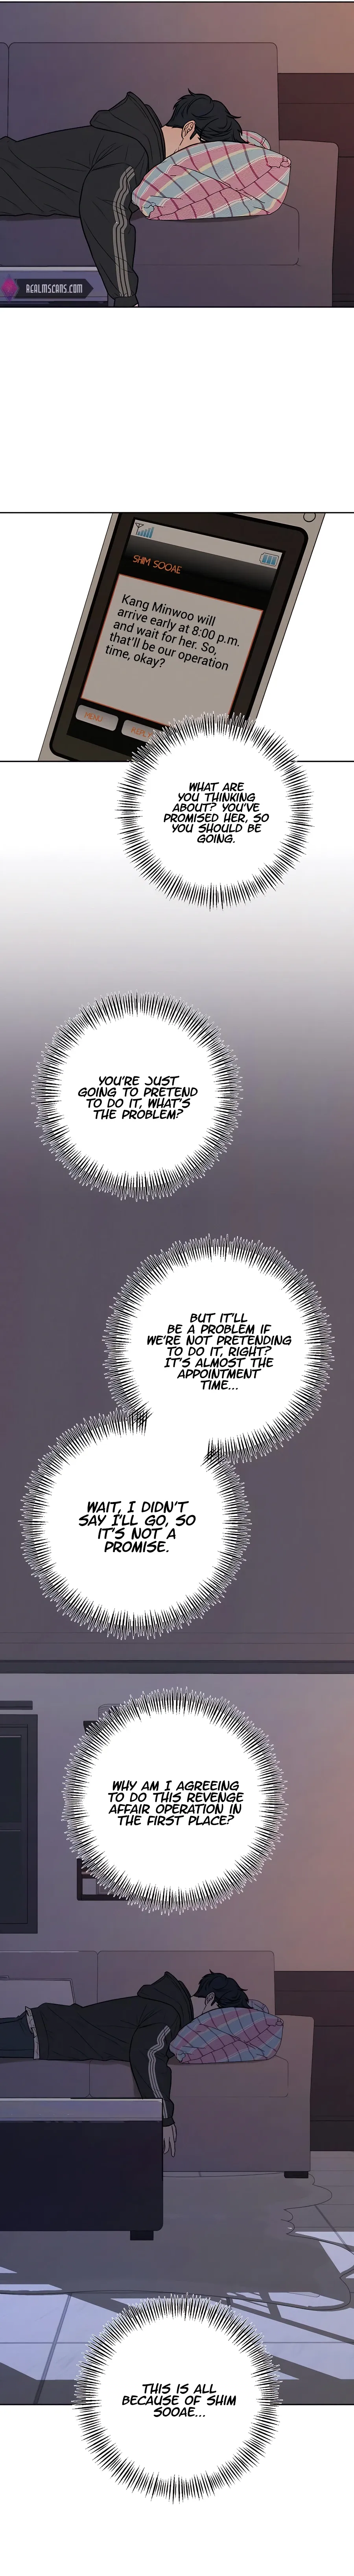 REALMSCANS.COM
SHIM SOOAE
Kang Minwoo will
arrive early at 8:00 p.m.
and wait for her. So,
that'll be our operation
time, okay?
MENU
REPLY
WHAT ARE
YOU THINKING
ABOUT? YOU'VE
PROMISED HER, SO
YOU SHOULD BE
GOING.
YOU'RE JUST
GOING TO PRETEND
TO DO IT, WHAT'S
THE PROBLEM?
BUT IT'LL
BE A PROBLEM IF
WE'RE NOT PRETENDING
TO DO IT, RIGHT?
IT'S ALMOST THE
APPOINTMENT
TIME...
WAIT, I DIDN'T
SAY I'LL GO, SO
IT'S NOT A
PROMISE.
WHY AM I AGREEING
TO DO THIS REVENGE
AFFAIR OPERATION IN
THE FIRST PLACE?
THIS IS ALL
BECAUSE OF SHIM
SOOAE...